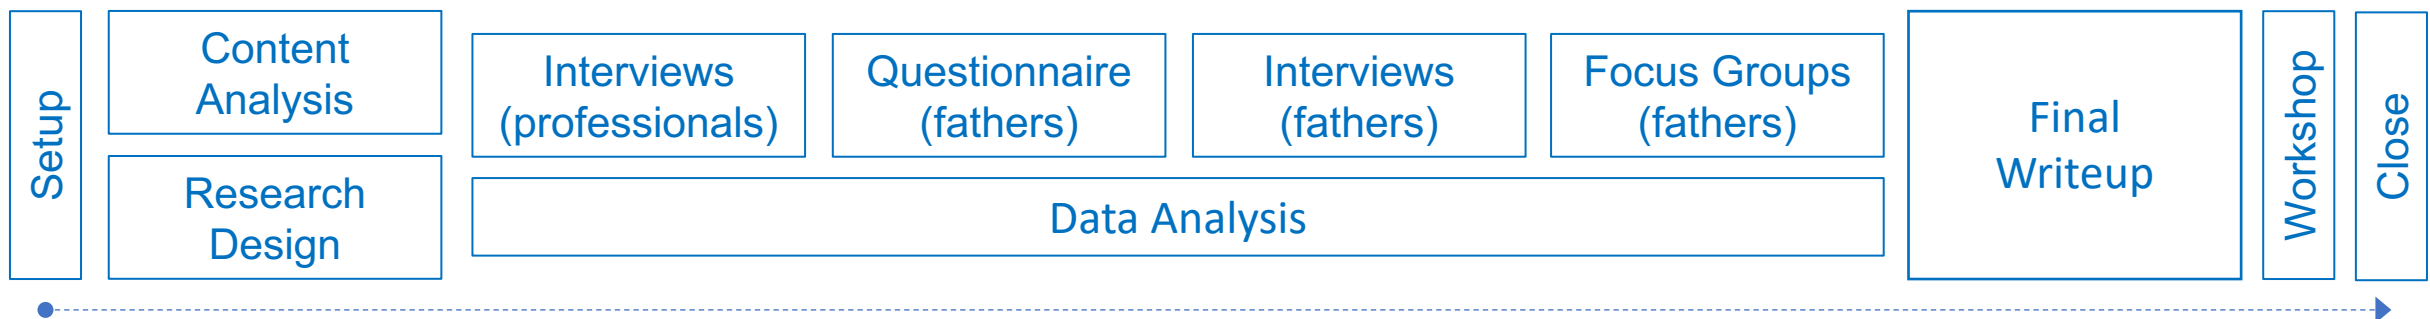 Setup
Content
Analysis
Research
Design
Interviews
(professionals)
Questionnaire
(fathers)
Interviews
(fathers)
Focus Groups
(fathers)
Data Analysis
Final
Writeup
Workshop
Close